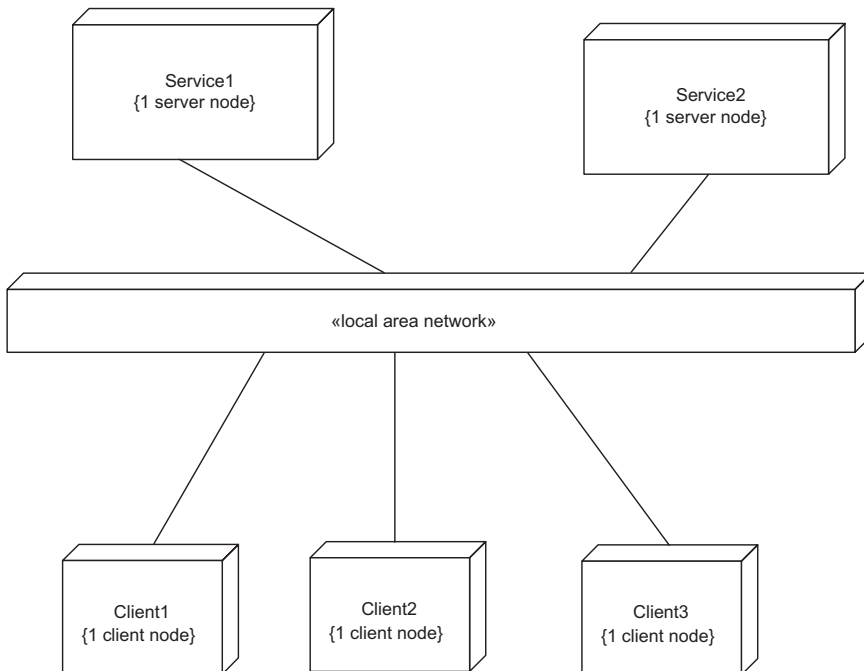 Service1
{1 server node}
Service2
{1 server node}
«local area network»
Client1
{1 client node}
Client2
{1 client node}
Client3
{1 client node}